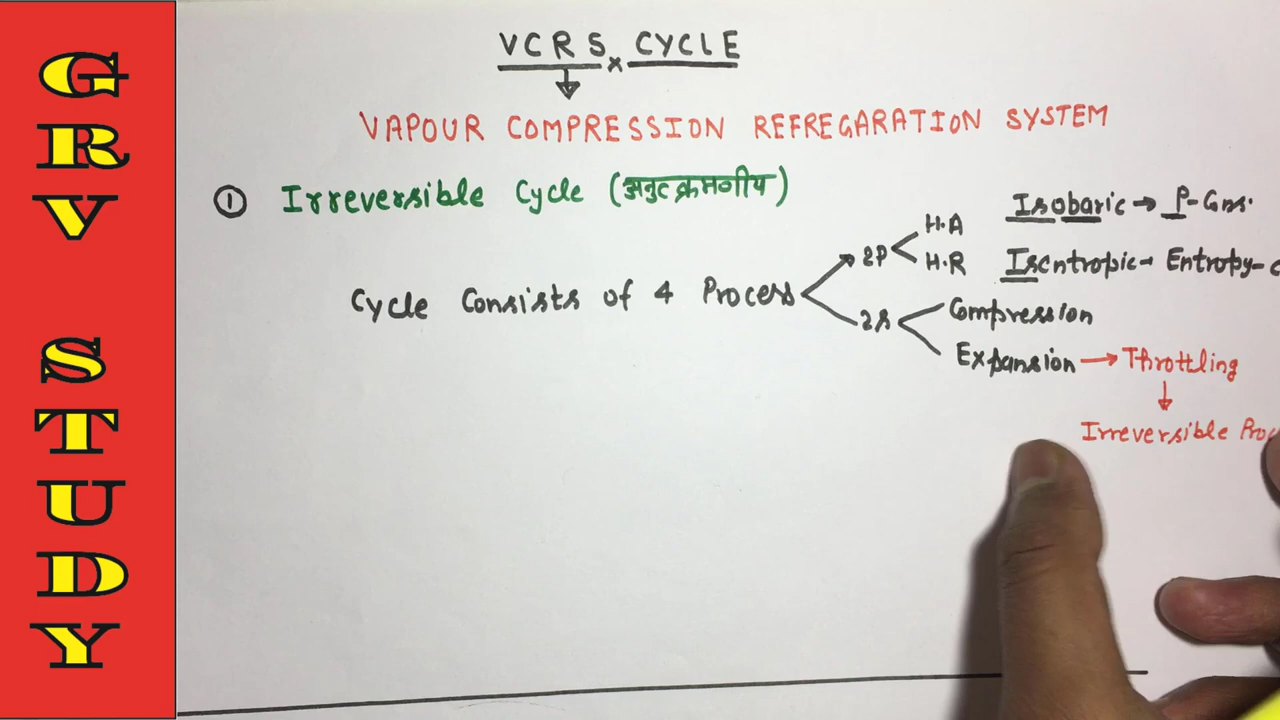 GRV STUDY
VCRS CYCLE
VAPOUR COMPRESSION REFREGARATION SYSTEM
① Irreversible Cycle (अनुत्क्रमणीय)
Isobaric → P-Cons.
H.A
2P
H.R
Isentropic → Entropy-c
Cycle Consists of 4 Process
2s
Compression
Expansion → Throttling
Irreversible Pro